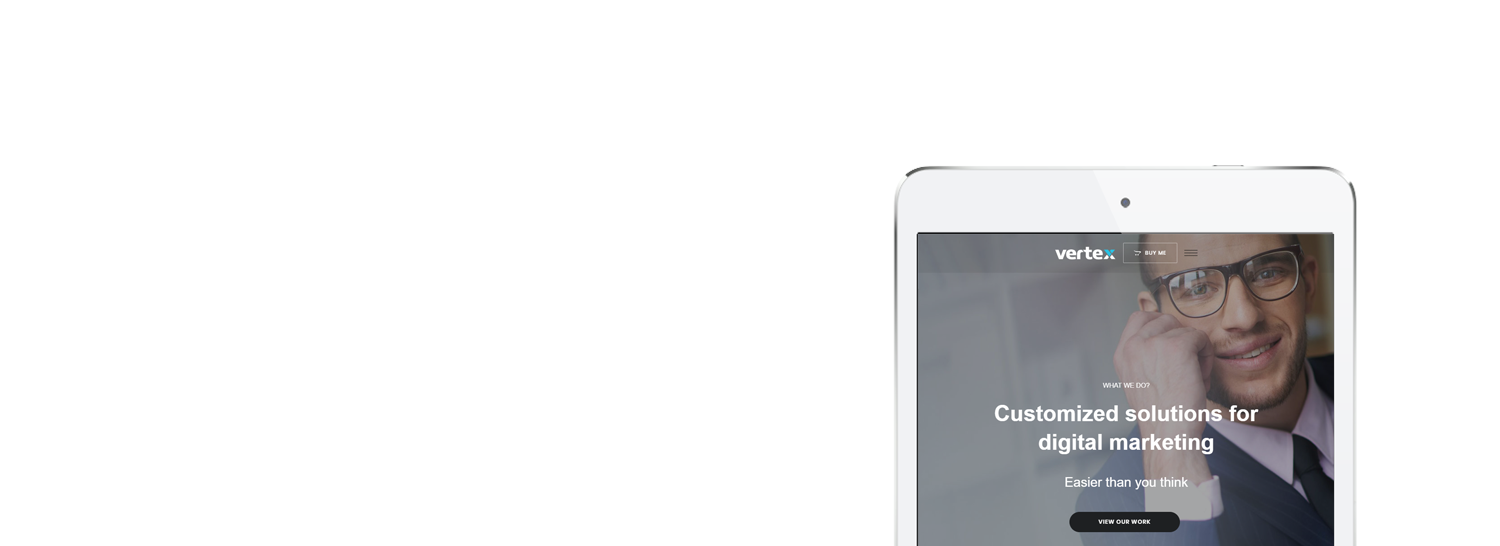 vertex
BUY ME
WHAT WE DO?
Customized solutions for
digital marketing
Easier than you think
VIEW OUR WORK